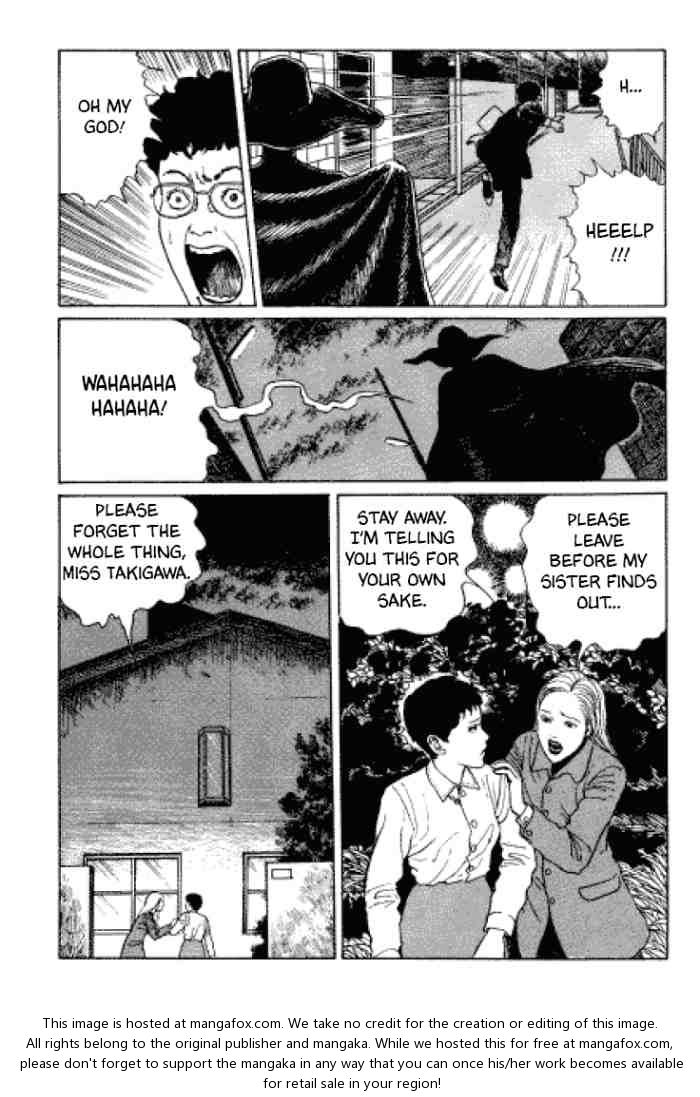 OH MY
GOD!
H...
HEEELP
!!!
WAHAHAHA
HAHAHA!
PLEASE
FORGET THE
WHOLE THING,
MISS TAKIGAWA.
STAY AWAY.
I'M TELLING
YOU THIS FOR
YOUR OWN
SAKE.
PLEASE
LEAVE
BEFORE MY
SISTER FINDS
OUT...
This image is hosted at mangafox.com. We take no credit for the creation or editing of this image.
All rights belong to the original publisher and mangaka. While we hosted this for free at mangafox.com,
please don't forget to support the mangaka in any way that you can once his/her work becomes available
for retail sale in your region!